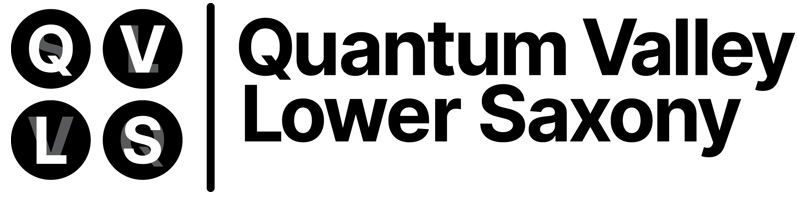 Q V
L S
Quantum Valley
Lower Saxony